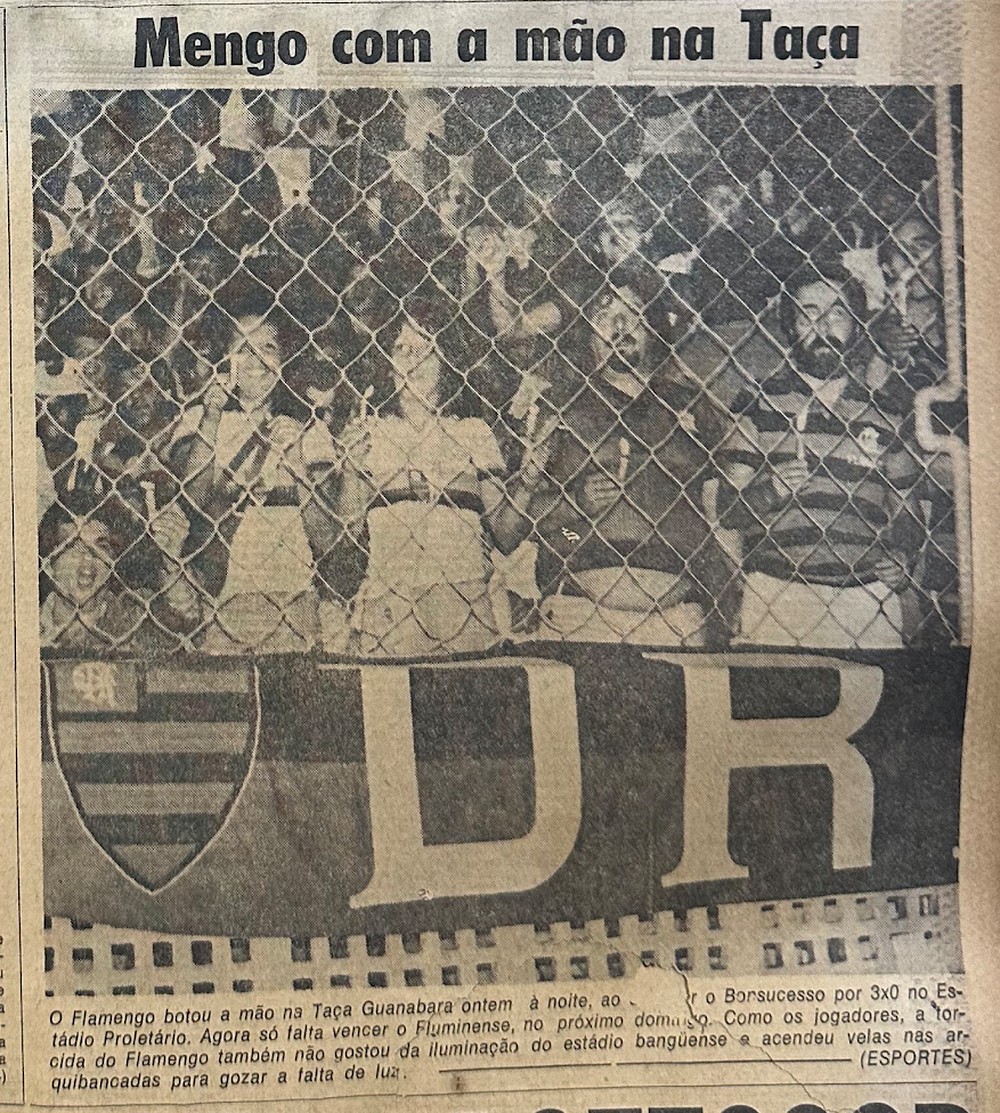 Mengo com a mão na Taça
DR
O Flamengo botou a mão na Taça Guanabara ontem à noite, ao r o Bonsucesso por 3x0 no Es-
tádio Proletário. Agora só falta vencer o Fluminense, no próximo domingo. Como os jogadores, a tor-
cida do Flamengo também não gostou da iluminação do estádio bangüense e acendeu velas nas ar-
quibancadas para gozar a falta de luz.
(ESPORTES)